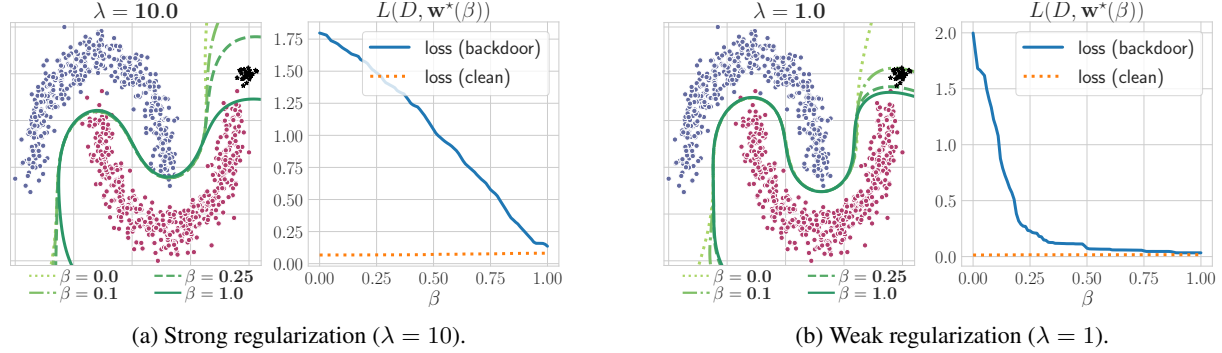 λ = 10.0
L(D, w*(β))
1.75
1.50
1.25
1.00
0.75
0.50
0.25
0.00
loss (backdoor)
loss (clean)
0.00 0.25 0.50 0.75 1.00
β
β = 0.0 β = 0.25
β = 0.1 β = 1.0
(a) Strong regularization (λ = 10).
λ = 1.0
L(D, w*(β))
2.0
1.5
1.0
0.5
0.0
loss (backdoor)
loss (clean)
0.00 0.25 0.50 0.75 1.00
β
β = 0.0 β = 0.25
β = 0.1 β = 1.0
(b) Weak regularization (λ = 1).